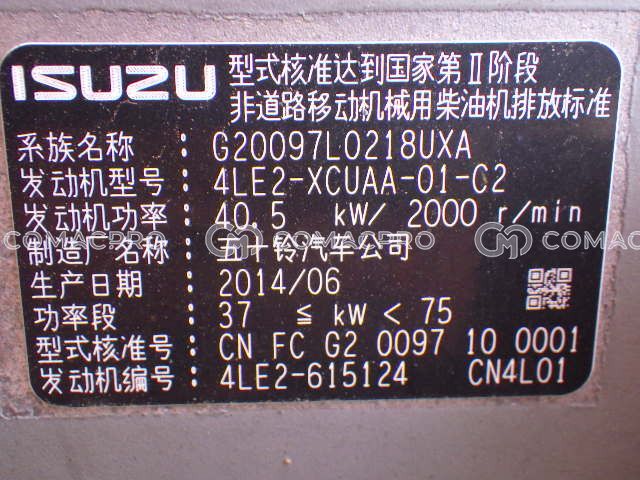 ISUZU 型式核准达到国家第Ⅱ阶段
非道路移动机械用柴油机排放标准
系族名称 : G20097L0218UXA
发动机型号 : 4LE2-XCUAA-01-C2
发动机功率 : 40.5 kW/ 2000 r/min
制造厂名称 : 五十铃汽车公司
COMACPRO COMACPRO COMACPRO
生产日期 : 2014/06
功率段 : 37 ≦ kW < 75
型式核准号 : CN FC G2 0097 10 0001
发动机编号 : 4LE2-615124 CN4L01